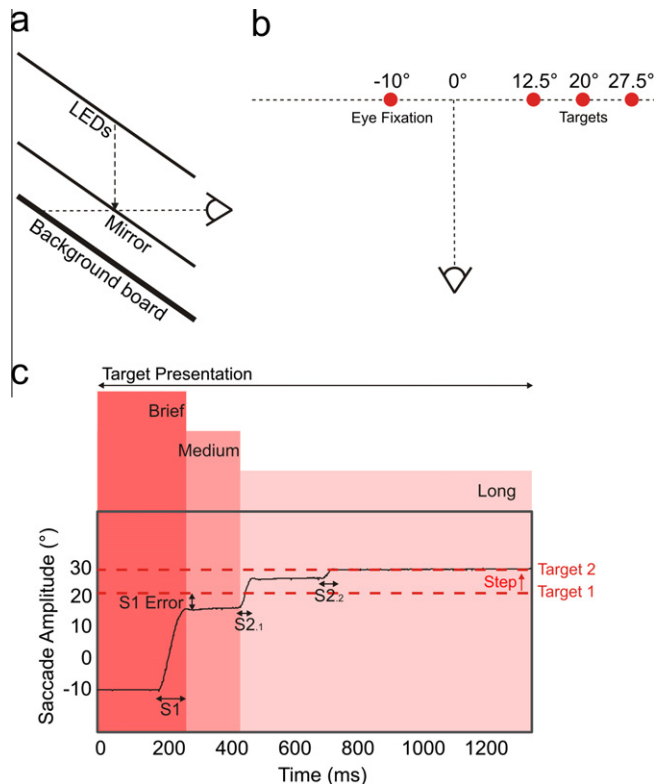 a
LEDs
Mirror
Background board
b
-10° 0° 12.5° 20° 27.5°
Eye Fixation Targets
c
Target Presentation
Brief
Medium
Long
Saccade Amplitude (°)
30
20
10
0
-10
S1 Error
S1
S2.1
S2.2
Target 2
Step
Target 1
0 200 400 600 800 1000 1200
Time (ms)